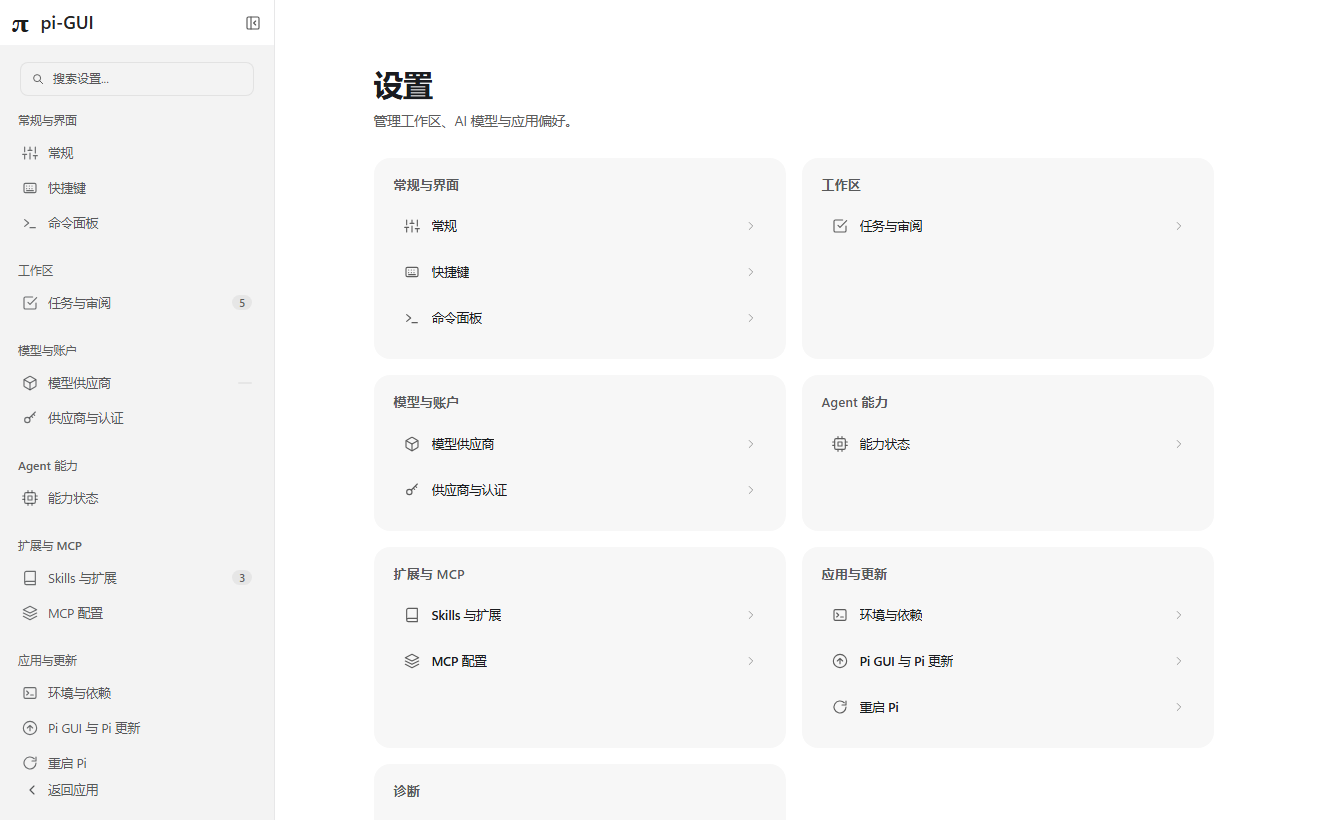 π pi-GUI
搜索设置...
常规与界面
常规
快捷键
命令面板
工作区
任务与审阅 5
模型与账户
模型供应商
供应商与认证
Agent 能力
能力状态
扩展与 MCP
Skills 与扩展 3
MCP 配置
应用与更新
环境与依赖
Pi GUI 与 Pi 更新
重启 Pi
返回应用
设置
管理工作区、AI 模型与应用偏好。
常规与界面
常规
快捷键
命令面板
工作区
任务与审阅
模型与账户
模型供应商
供应商与认证
Agent 能力
能力状态
扩展与 MCP
Skills 与扩展
MCP 配置
应用与更新
环境与依赖
Pi GUI 与 Pi 更新
重启 Pi
诊断